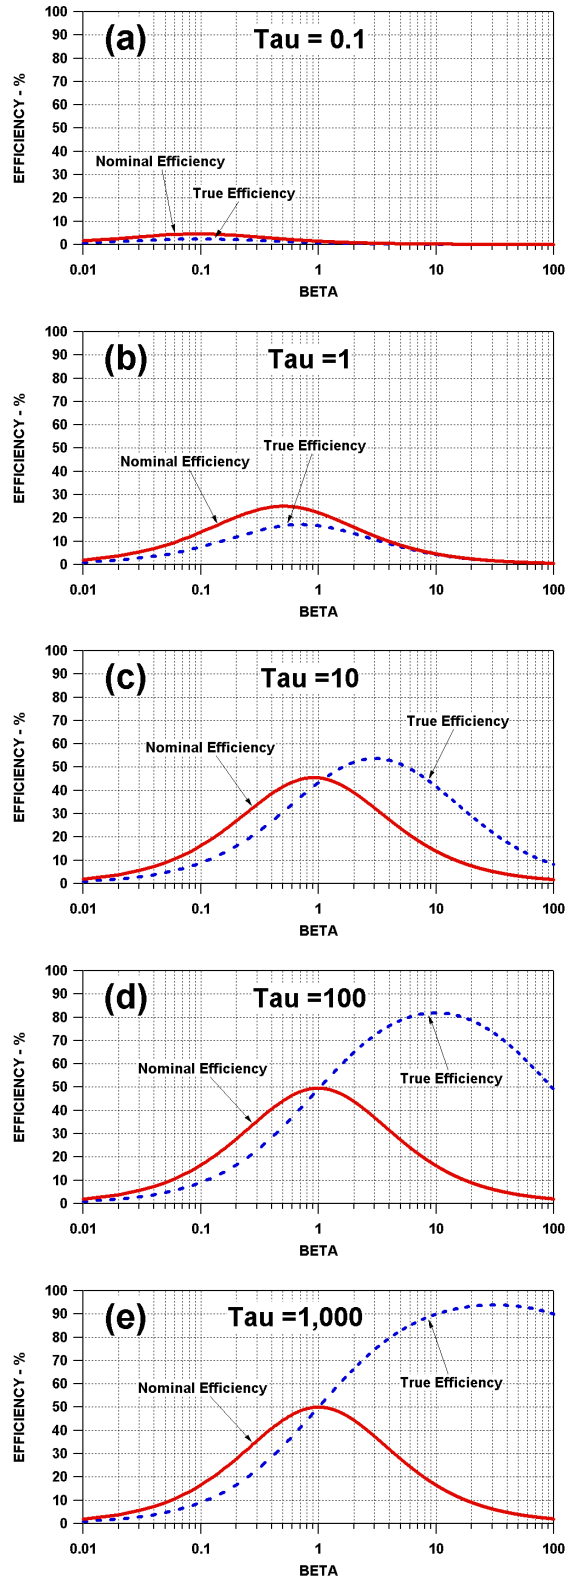 (a)
Tau = 0.1
EFFICIENCY - %
100
90
80
70
60
50
40
30
20
10
0
Nominal Efficiency
True Efficiency
0.01 0.1 1 10 100
BETA
(b)
Tau =1
EFFICIENCY - %
100
90
80
70
60
50
40
30
20
10
0
True Efficiency
Nominal Efficiency
0.01 0.1 1 10 100
BETA
(c)
Tau =10
EFFICIENCY - %
100
90
80
70
60
50
40
30
20
10
0
True Efficiency
Nominal Efficiency
0.01 0.1 1 10 100
BETA
(d)
Tau =100
EFFICIENCY - %
100
90
80
70
60
50
40
30
20
10
0
Nominal Efficiency
True Efficiency
0.01 0.1 1 10 100
BETA
(e)
Tau =1,000
EFFICIENCY - %
100
90
80
70
60
50
40
30
20
10
0
Nominal Efficiency
True Efficiency
0.01 0.1 1 10 100
BETA